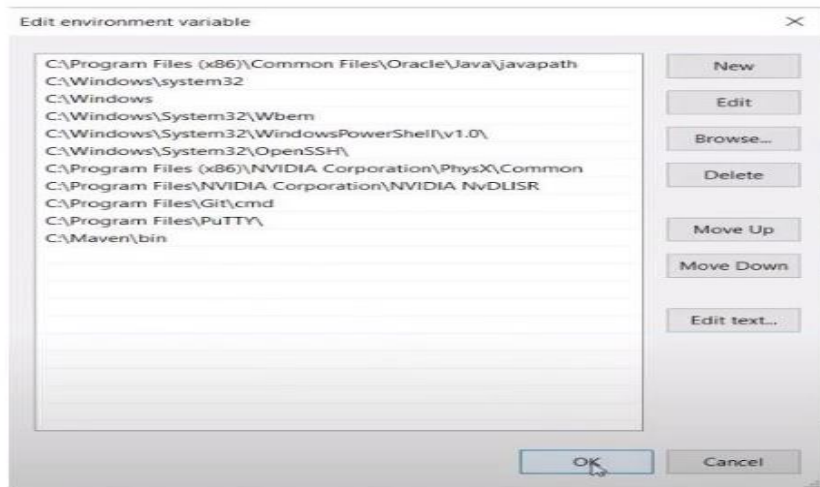 Edit environment variable
C:\Program Files (x86)\Common Files\Oracle\Java\javapath
C:\Windows\system32
C:\Windows
C:\Windows\System32\Wbem
C:\Windows\System32\WindowsPowerShell\v1.0\
C:\Windows\System32\OpenSSH\
C:\Program Files (x86)\NVIDIA Corporation\PhysX\Common
C:\Program Files\NVIDIA Corporation\NVIDIA NvDLISR
C:\Program Files\Git\cmd
C:\Program Files\PuTTY\
C:\Maven\bin
New
Edit
Browse...
Delete
Move Up
Move Down
Edit text...
OK
Cancel